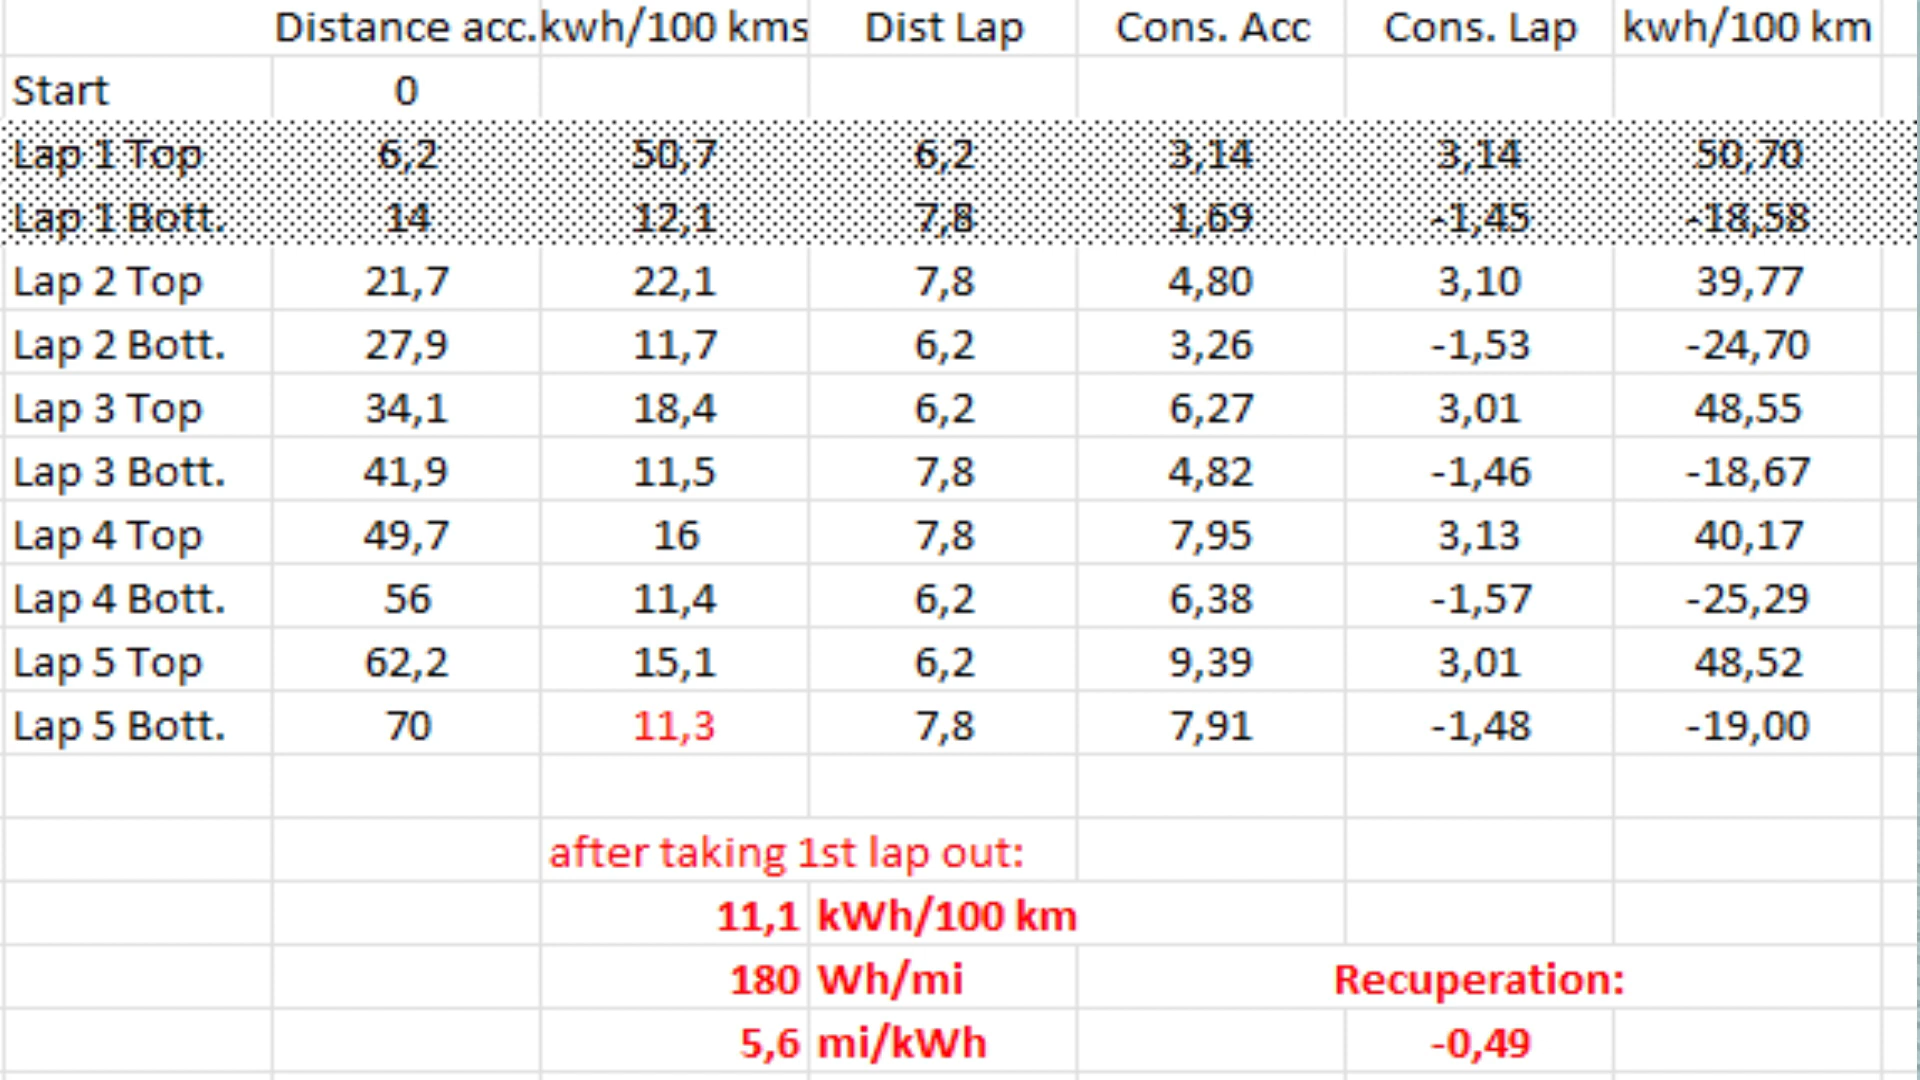 Distance acc. kwh/100 kms Dist Lap Cons. Acc Cons. Lap kwh/100 km
Start 0
Lap 1 Top 6,2 50,7 6,2 3,14 3,14 50,70
Lap 1 Bott. 14 12,1 7,8 1,69 -1,45 -18,58
Lap 2 Top 21,7 22,1 7,8 4,80 3,10 39,77
Lap 2 Bott. 27,9 11,7 6,2 3,26 -1,53 -24,70
Lap 3 Top 34,1 18,4 6,2 6,27 3,01 48,55
Lap 3 Bott. 41,9 11,5 7,8 4,82 -1,46 -18,67
Lap 4 Top 49,7 16 7,8 7,95 3,13 40,17
Lap 4 Bott. 56 11,4 6,2 6,38 -1,57 -25,29
Lap 5 Top 62,2 15,1 6,2 9,39 3,01 48,52
Lap 5 Bott. 70 11,3 7,8 7,91 -1,48 -19,00
after taking 1st lap out:
11,1 kWh/100 km
180 Wh/mi Recuperation:
5,6 mi/kWh -0,49